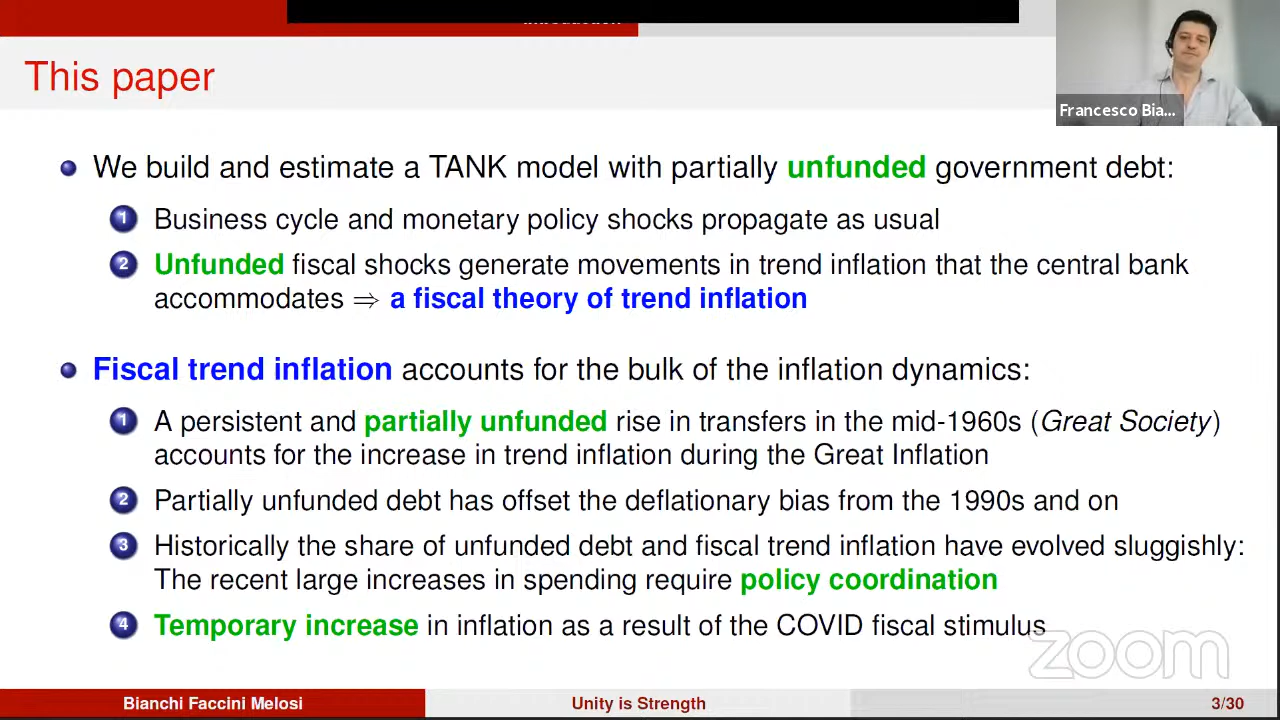 This paper
Francesco Bia...
We build and estimate a TANK model with partially unfunded government debt:
1 Business cycle and monetary policy shocks propagate as usual
2 Unfunded fiscal shocks generate movements in trend inflation that the central bank
accommodates ⇒ a fiscal theory of trend inflation
Fiscal trend inflation accounts for the bulk of the inflation dynamics:
1 A persistent and partially unfunded rise in transfers in the mid-1960s (Great Society)
accounts for the increase in trend inflation during the Great Inflation
2 Partially unfunded debt has offset the deflationary bias from the 1990s and on
3 Historically the share of unfunded debt and fiscal trend inflation have evolved sluggishly:
The recent large increases in spending require policy coordination
4 Temporary increase in inflation as a result of the COVID fiscal stimulus
zoom
Bianchi Faccini Melosi
Unity is Strength
3/30